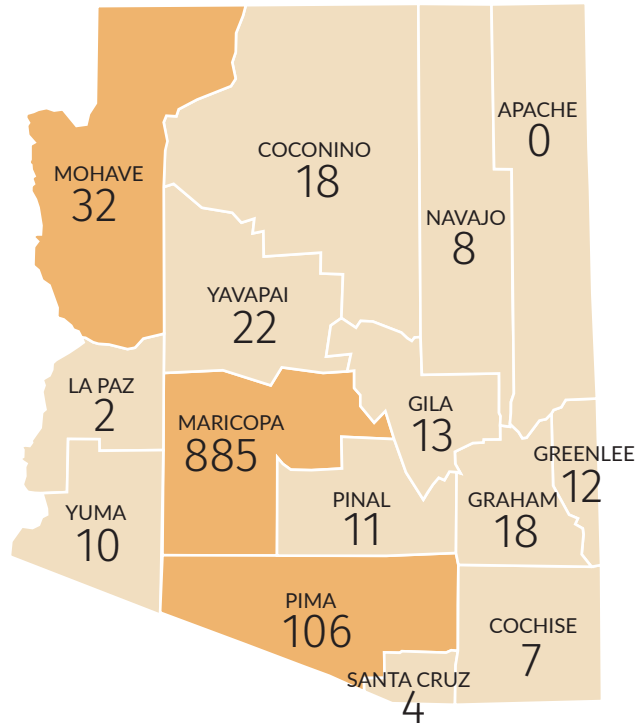 APACHE
0
COCONINO
18
MOHAVE
32
NAVAJO
8
YAVAPAI
22
LA PAZ
2
MARICOPA
885
GILA
13
GREENLEE
12
YUMA
10
PINAL
11
GRAHAM
18
PIMA
106
COCHISE
7
SANTA CRUZ
4